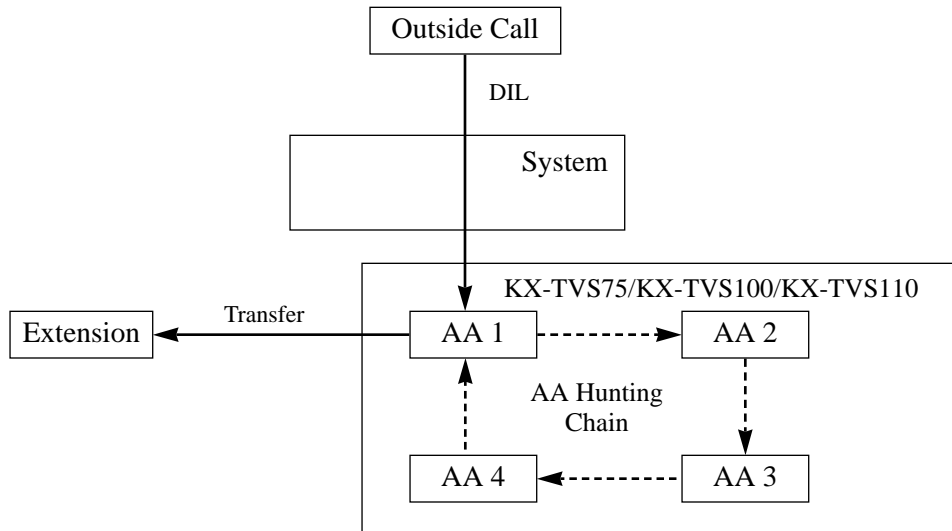 Outside Call
DIL
System
KX-TVS75/KX-TVS100/KX-TVS110
Extension
Transfer
AA 1
AA 2
AA Hunting
Chain
AA 4
AA 3